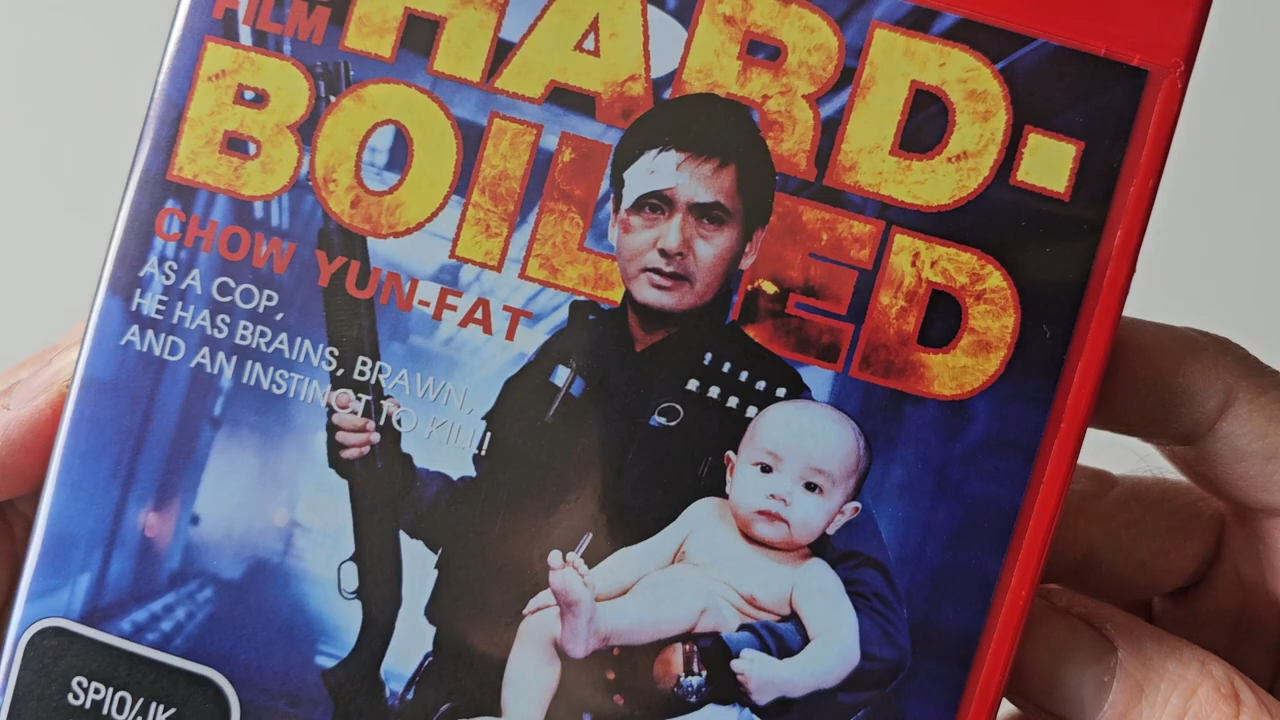 FILM
HARD.
BOILED
CHOW YUN-FAT
AS A COP,
HE HAS BRAINS, BRAWN,
AND AN INSTINCT TO KILL!
SPIO/JK